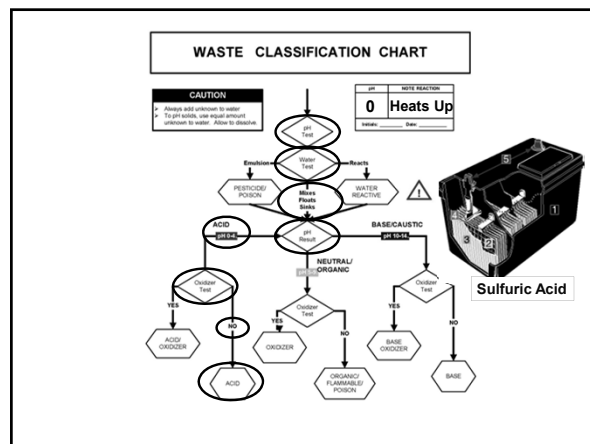 WASTE CLASSIFICATION CHART
CAUTION
Always add unknown to water
To pH solids, use equal amount
unknown to water. Allow to dissolve.
pH
NOTE REACTION
0
Heats Up
Initials: Date:
pH
Test
Emulsion
Water
Test
Reacts
PESTICIDE/
POISON
Mixes
Floats
Sinks
WATER
REACTIVE
!
ACID
pH 0-4
pH
Result
BASE/CAUSTIC
pH 10-14
NEUTRAL/
ORGANIC
Oxidizer
Test
YES
NO
ACID/
OXIDIZER
ACID
Oxidizer
Test
YES
NO
OXIDIZER
ORGANIC/
FLAMMABLE/
POISON
Oxidizer
Test
YES
NO
BASE
OXIDIZER
BASE
5
1
3
2
Sulfuric Acid